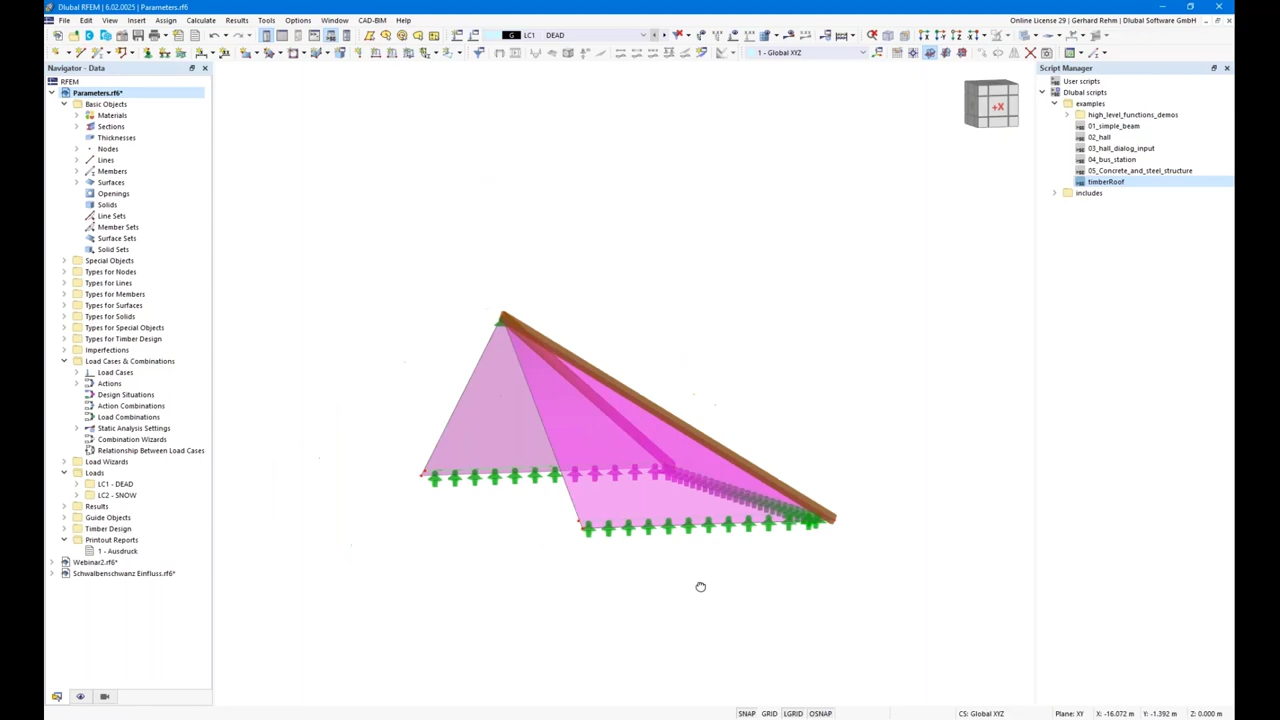 Dlubal RFEM | 6.02.0025 | Parameters.rf6*
File Edit View Insert Assign Calculate Results Tools Options Window CAD-BIM Help
Online License 29 | Gerhard Rehm | Dlubal Software GmbH
G LC1 DEAD
1 - Global XYZ
Navigator - Data
RFEM
Parameters.rf6*
Basic Objects
Materials
Sections
Thicknesses
Nodes
Lines
Members
Surfaces
Openings
Solids
Line Sets
Member Sets
Surface Sets
Solid Sets
Special Objects
Types for Nodes
Types for Lines
Types for Members
Types for Surfaces
Types for Solids
Types for Special Objects
Types for Timber Design
Imperfections
Load Cases & Combinations
Load Cases
Actions
Design Situations
Action Combinations
Load Combinations
Static Analysis Settings
Combination Wizards
Relationship Between Load Cases
Load Wizards
Loads
LC1 - DEAD
LC2 - SNOW
Results
Guide Objects
Timber Design
Printout Reports
1 - Ausdruck
Webinar2.rf6*
Schwalbenschwanz Einfluss.rf6*
+X
Script Manager
User scripts
Dlubal scripts
examples
high_level_functions_demos
01_simple_beam
02_hall
03_hall_dialog_input
04_bus_station
05_Concrete_and_steel_structure
timberRoof
includes
SNAP GRID LGRID OSNAP
CS: Global XYZ
Plane: XY
X: -16.072 m Y: -1.392 m Z: 0.000 m